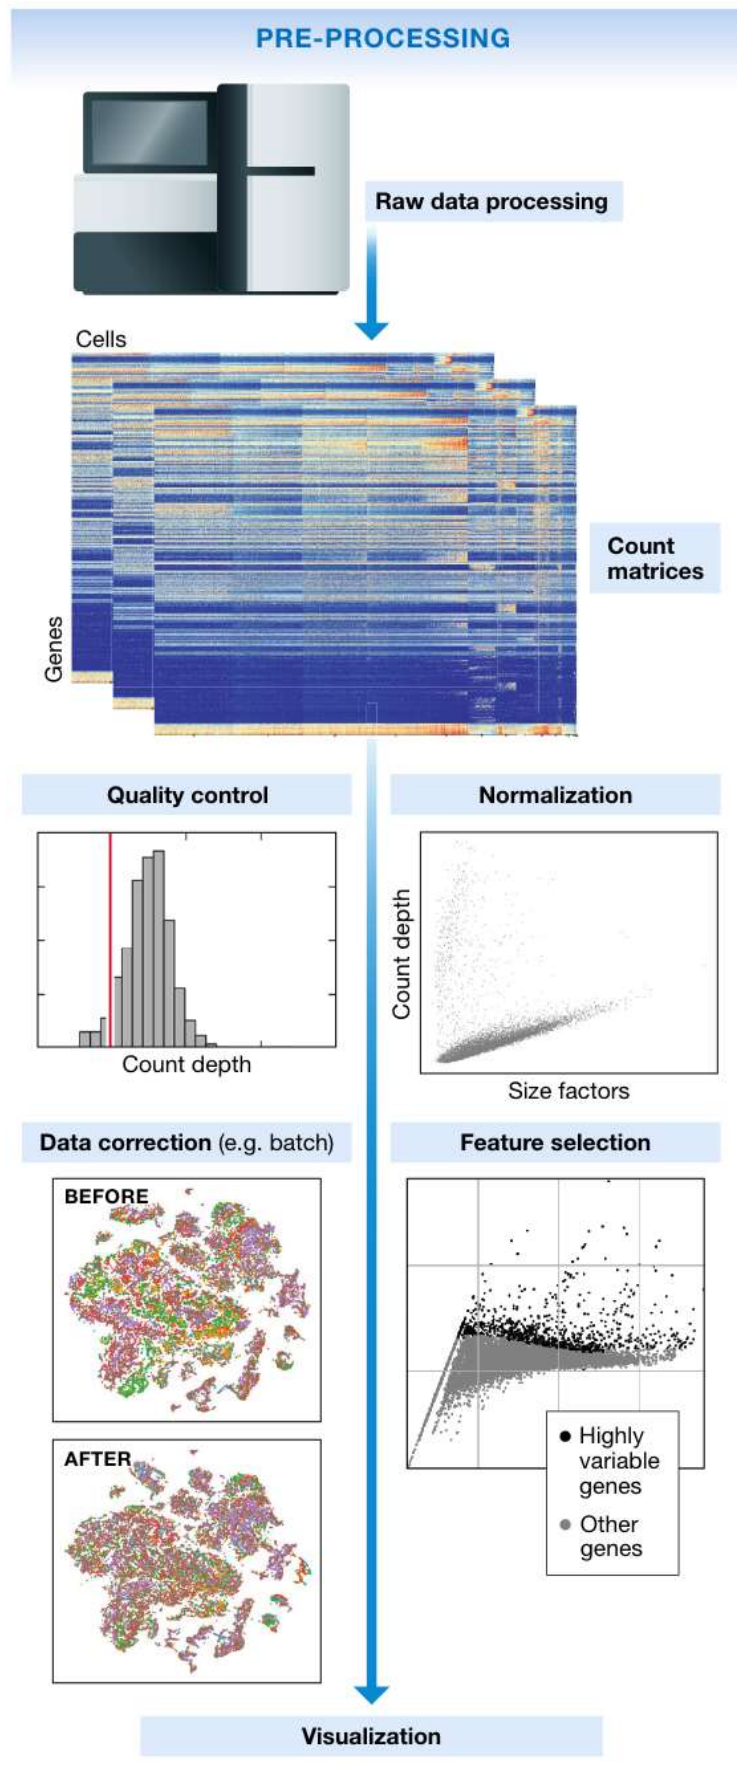 PRE-PROCESSING
Raw data processing
Cells
Genes
Count
matrices
Quality control
Count depth
Normalization
Count depth
Size factors
Data correction (e.g. batch)
BEFORE
AFTER
Feature selection
Highly
variable
genes
Other
genes
Visualization